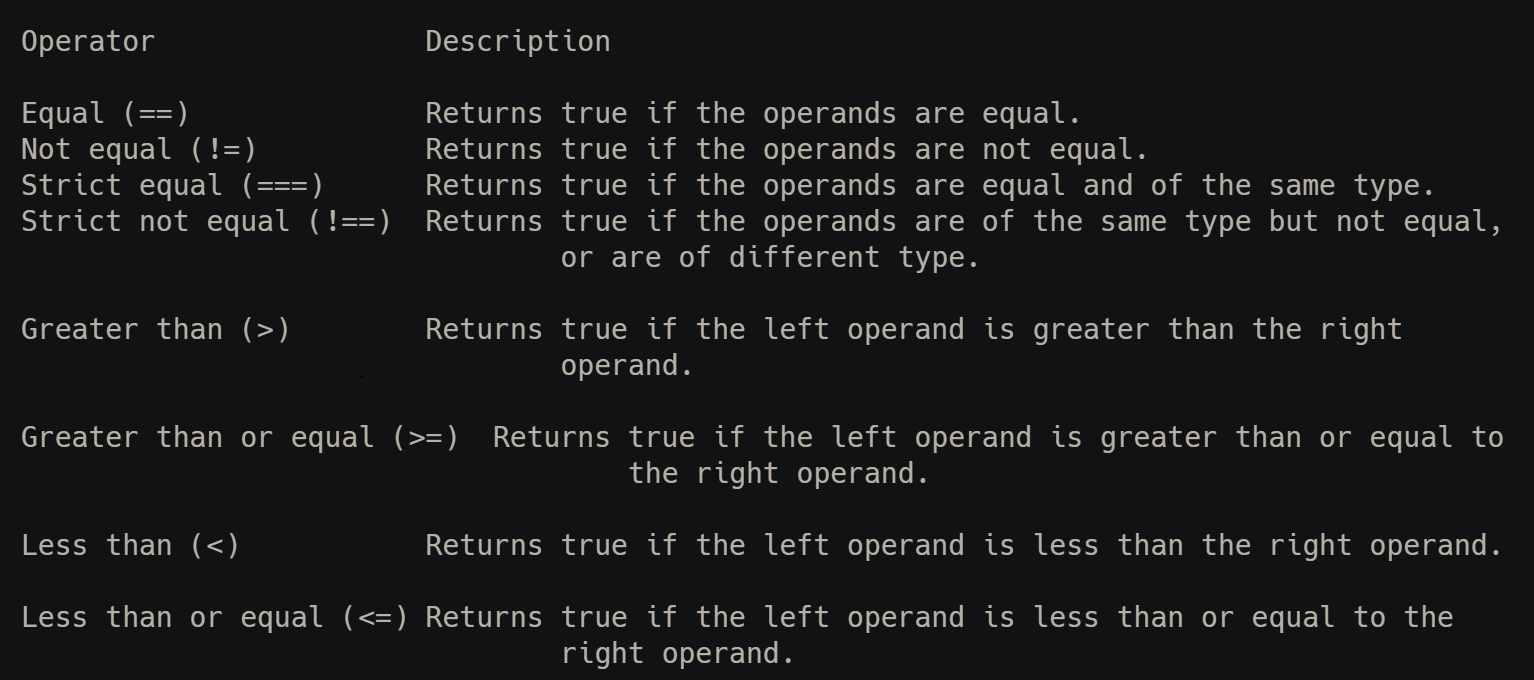 Operator Description
Equal (==) Returns true if the operands are equal.
Not equal (!=) Returns true if the operands are not equal.
Strict equal (===) Returns true if the operands are equal and of the same type.
Strict not equal (!==) Returns true if the operands are of the same type but not equal,
or are of different type.
Greater than (>) Returns true if the left operand is greater than the right
operand.
Greater than or equal (>=) Returns true if the left operand is greater than or equal to
the right operand.
Less than (<) Returns true if the left operand is less than the right operand.
Less than or equal (<=) Returns true if the left operand is less than or equal to the
right operand.